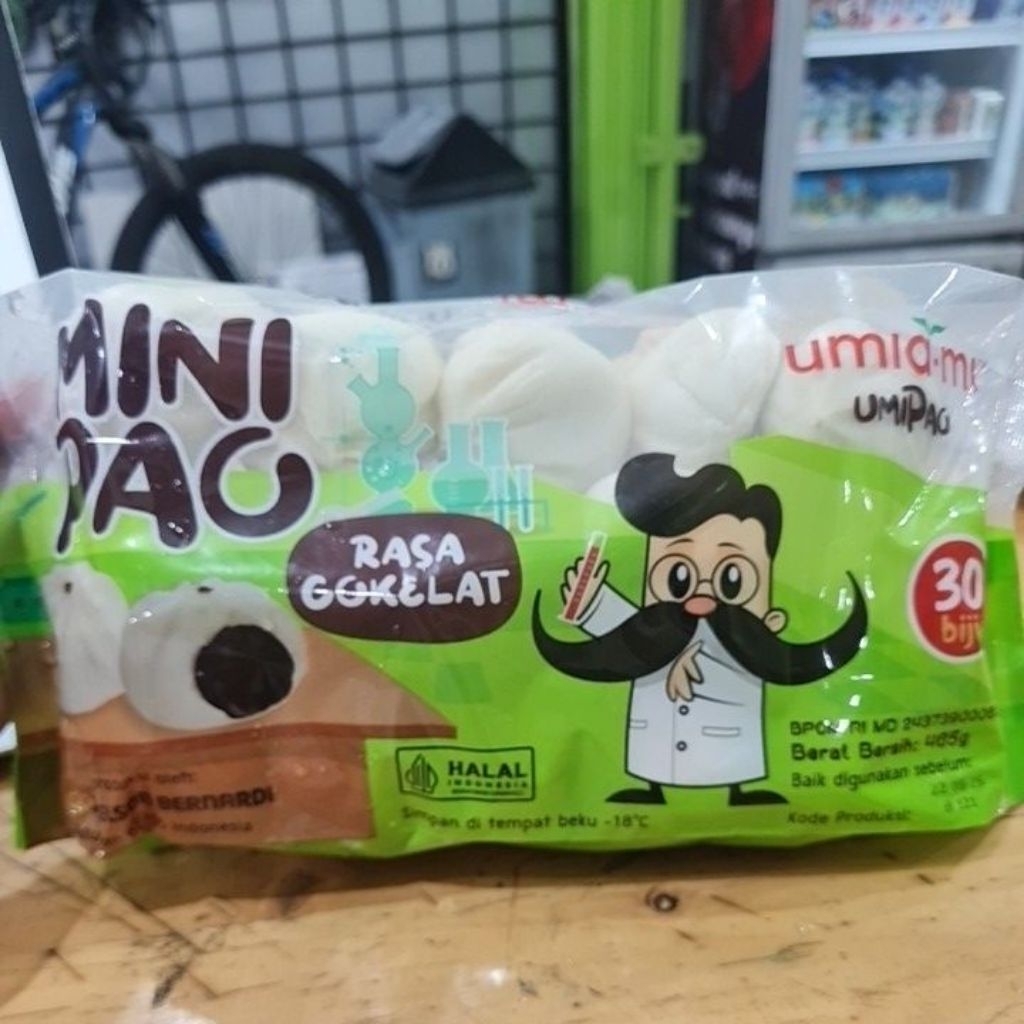 MINI
PAO
RASA
COKELAT
umiami
UMIPAO
30
biji
HALAL
INDONESIA
Simpan di tempat beku -18°C
BERNARDI
Indonesia
BPOM RI MD
Berat Bersih: 465g
Baik digunakan sebelum:
Kode Produksi: